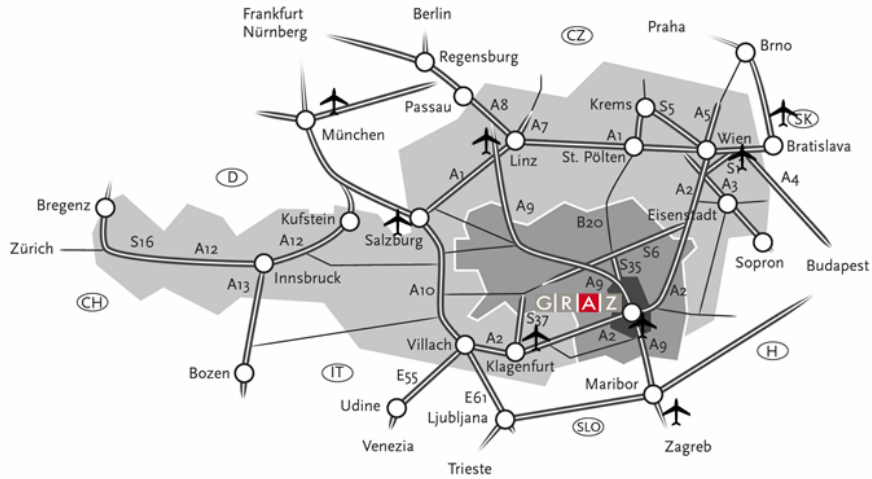 Frankfurt
Nürnberg
Berlin
CZ
Praha
Brno
Regensburg
Passau
A8
Krems
S5
A5
SK
München
A7
Linz
A1
St. Pölten
Wien
Bratislava
S1
D
A1
A2
A3
A4
Bregenz
Kufstein
Salzburg
A9
B20
Eisenstadt
Zürich
S16
A12
A12
Innsbruck
S6
S35
Sopron
Budapest
A13
CH
A10
A9
A2
GRAZ
S37
Villach
A2
Klagenfurt
A2
A9
H
Bozen
IT
E55
Maribor
Udine
E61
Ljubljana
SLO
Venezia
Zagreb
Trieste